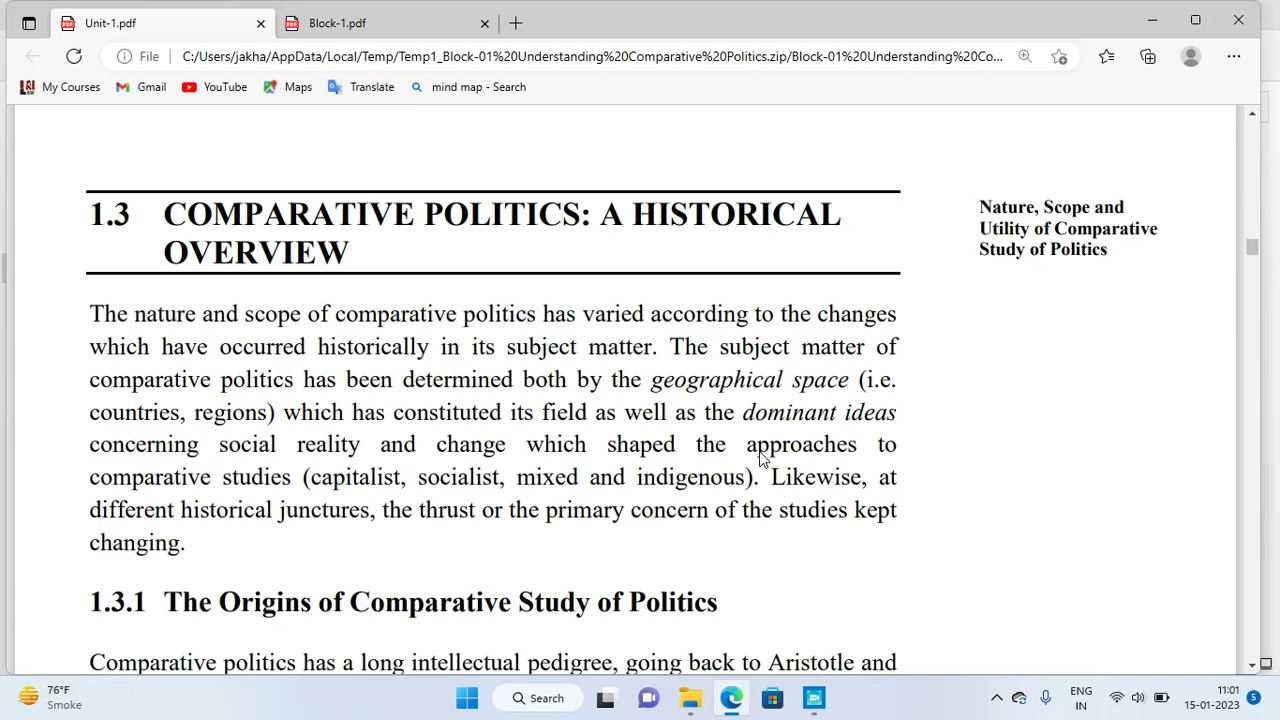 Unit-1.pdf
Block-1.pdf
File
C:/Users/jakha/AppData/Local/Temp/Temp1_Block-01%20Understanding%20Comparative%20Politics.zip/Block-01%20Understanding%20Co...
My Courses
Gmail
YouTube
Maps
Translate
mind map - Search
1.3 COMPARATIVE POLITICS: A HISTORICAL
OVERVIEW
Nature, Scope and
Utility of Comparative
Study of Politics
The nature and scope of comparative politics has varied according to the changes
which have occurred historically in its subject matter. The subject matter of
comparative politics has been determined both by the geographical space (i.e.
countries, regions) which has constituted its field as well as the dominant ideas
concerning social reality and change which shaped the approaches to
comparative studies (capitalist, socialist, mixed and indigenous). Likewise, at
different historical junctures, the thrust or the primary concern of the studies kept
changing.
1.3.1 The Origins of Comparative Study of Politics
Comparative politics has a long intellectual pedigree, going back to Aristotle and
76°F
Smoke
Search
ENG
IN
11:01
15-01-2023
5